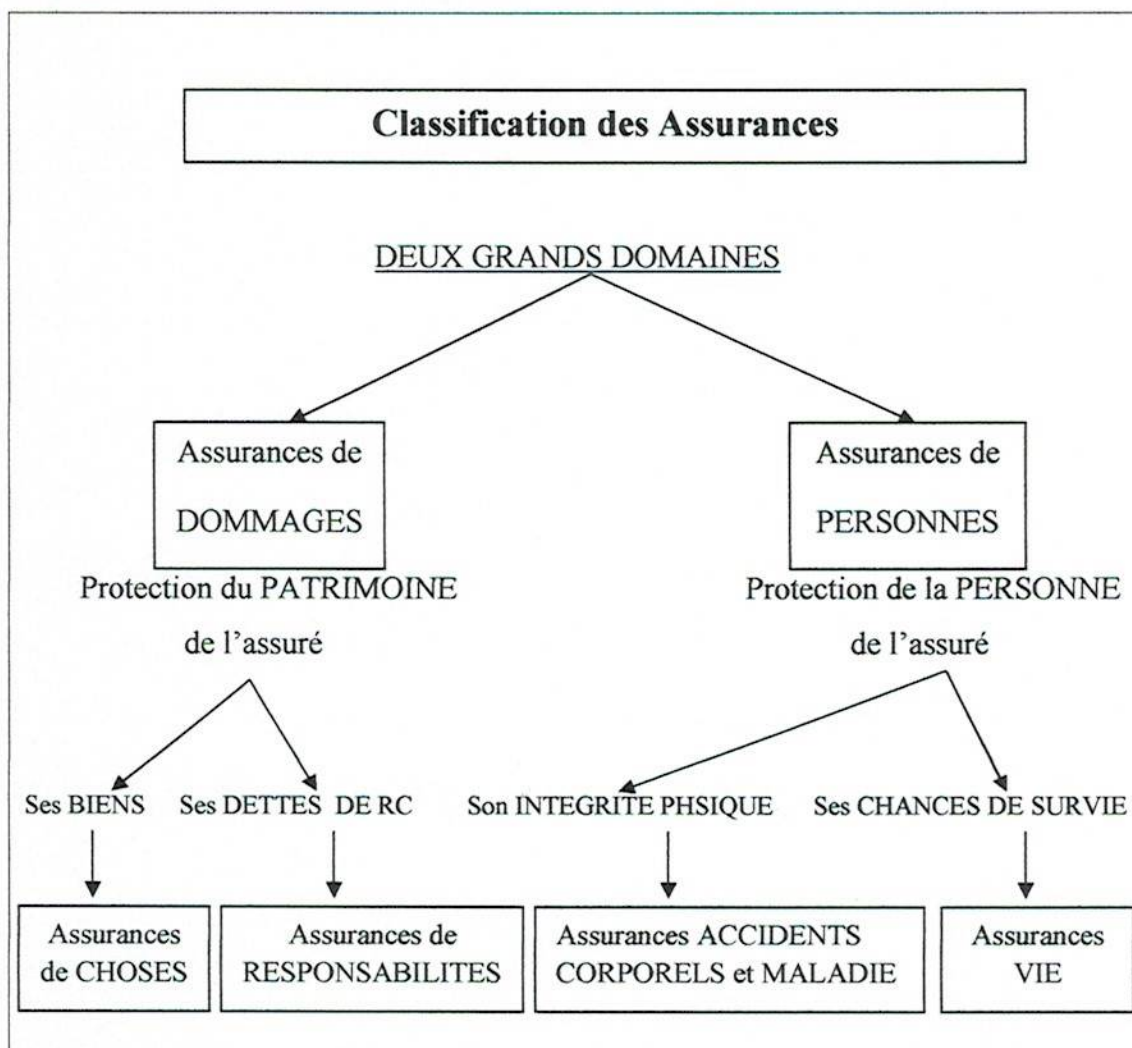 Classification des Assurances
DEUX GRANDS DOMAINES
Assurances de
DOMMAGES
Protection du PATRIMOINE
de l'assuré
Assurances de
PERSONNES
Protection de la PERSONNE
de l'assuré
Ses BIENS
Ses DETTES DE RC
Son INTEGRITE PHSIQUE
Ses CHANCES DE SURVIE
Assurances
de CHOSES
Assurances de
RESPONSABILITES
Assurances ACCIDENTS
CORPORELS et MALADIE
Assurances
VIE